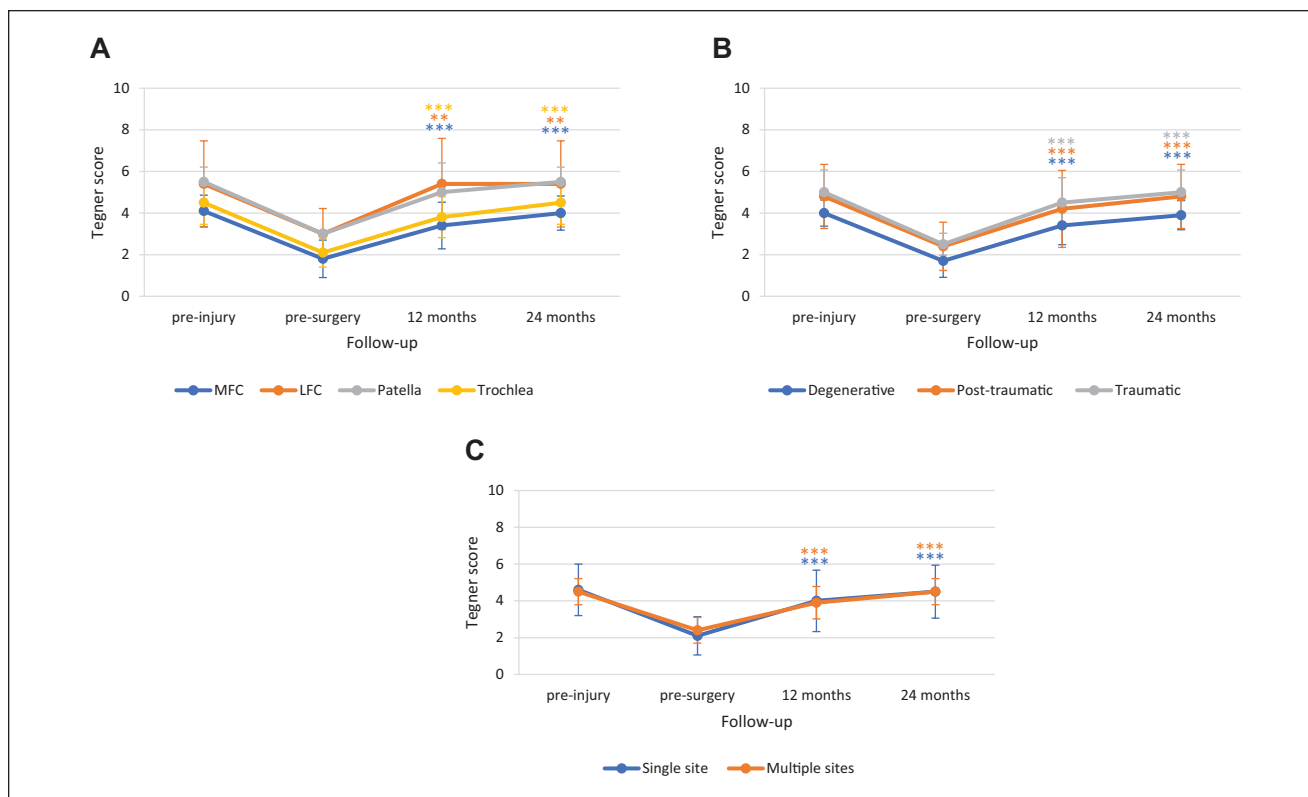 A
Tegner score
10
8
6
4
2
0
***
**
***
***
**
***
pre-injury pre-surgery 12 months 24 months
Follow-up
MFC LFC Patella Trochlea
B
Tegner score
10
8
6
4
2
0
***
***
***
***
***
***
pre-injury pre-surgery 12 months 24 months
Follow-up
Degenerative Post-traumatic Traumatic
C
Tegner score
10
8
6
4
2
0
***
***
***
***
pre-injury pre-surgery 12 months 24 months
Follow-up
Single site Multiple sites